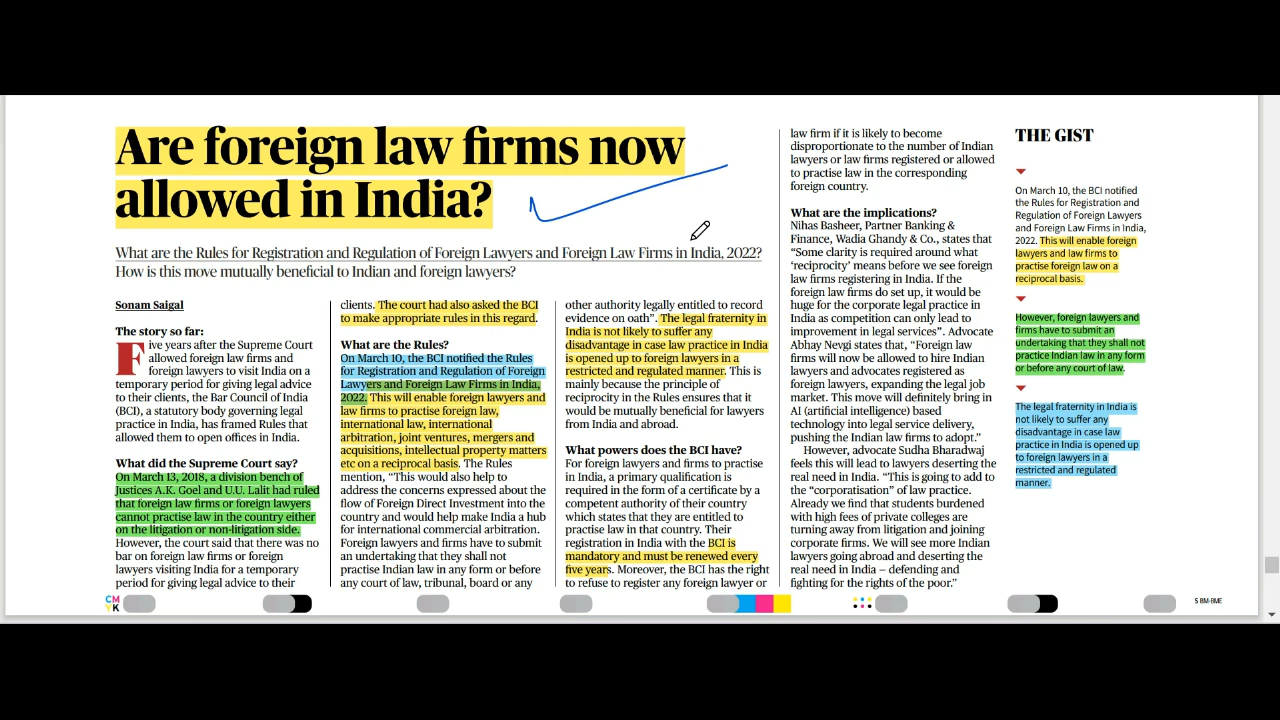 Are foreign law firms now
allowed in India?
What are the Rules for Registration and Regulation of Foreign Lawyers and Foreign Law Firms in India, 2022?
How is this move mutually beneficial to Indian and foreign lawyers?
Sonam Saigal
The story so far:
Five years after the Supreme Court
allowed foreign law firms and
foreign lawyers to visit India on a
temporary period for giving legal advice
to their clients, the Bar Council of India
(BCI), a statutory body governing legal
practice in India, has framed Rules that
allowed them to open offices in India.
What did the Supreme Court say?
On March 13, 2018, a division bench of
Justices A.K. Goel and U.U. Lalit had ruled
that foreign law firms or foreign lawyers
cannot practise law in the country either
on the litigation or non-litigation side.
However, the court said that there was no
bar on foreign law firms or foreign
lawyers visiting India for a temporary
period for giving legal advice to their
clients. The court had also asked the BCI
to make appropriate rules in this regard.
What are the Rules?
On March 10, the BCI notified the Rules
for Registration and Regulation of Foreign
Lawyers and Foreign Law Firms in India,
2022. This will enable foreign lawyers and
law firms to practise foreign law,
international law, international
arbitration, joint ventures, mergers and
acquisitions, intellectual property matters
etc on a reciprocal basis. The Rules
mention, “This would also help to
address the concerns expressed about the
flow of Foreign Direct Investment into the
country and would help make India a hub
for international commercial arbitration.
Foreign lawyers and firms have to submit
an undertaking that they shall not
practise Indian law in any form or before
any court of law, tribunal, board or any
other authority legally entitled to record
evidence on oath”. The legal fraternity in
India is not likely to suffer any
disadvantage in case law practice in India
is opened up to foreign lawyers in a
restricted and regulated manner. This is
mainly because the principle of
reciprocity in the Rules ensures that it
would be mutually beneficial for lawyers
from India and abroad.
What powers does the BCI have?
For foreign lawyers and firms to practise
in India, a primary qualification is
required in the form of a certificate by a
competent authority of their country
which states that they are entitled to
practise law in that country. Their
registration in India with the BCI is
mandatory and must be renewed every
five years. Moreover, the BCI has the right
to refuse to register any foreign lawyer or
law firm if it is likely to become
disproportionate to the number of Indian
lawyers or law firms registered or allowed
to practise law in the corresponding
foreign country.
What are the implications?
Nihas Basheer, Partner Banking &
Finance, Wadia Ghandy & Co., states that
“Some clarity is required around what
‘reciprocity’ means before we see foreign
law firms registering in India. If the
foreign law firms do set up, it would be
huge for the corporate legal practice in
India as competition can only lead to
improvement in legal services”. Advocate
Abhay Nevgi states that, “Foreign law
firms will now be allowed to hire Indian
lawyers and advocates registered as
foreign lawyers, expanding the legal job
market. This move will definitely bring in
AI (artificial intelligence) based
technology into legal service delivery,
pushing the Indian law firms to adopt.”
However, advocate Sudha Bharadwaj
feels this will lead to lawyers deserting the
real need in India. “This is going to add to
the “corporatisation” of law practice.
Already we find that students burdened
with high fees of private colleges are
turning away from litigation and joining
corporate firms. We will see more Indian
lawyers going abroad and deserting the
real need in India – defending and
fighting for the rights of the poor.”
THE GIST
On March 10, the BCI notified
the Rules for Registration and
Regulation of Foreign Lawyers
and Foreign Law Firms in India,
2022. This will enable foreign
lawyers and law firms to
practise foreign law on a
reciprocal basis.
However, foreign lawyers and
firms have to submit an
undertaking that they shall not
practice Indian law in any form
or before any court of law.
The legal fraternity in India is
not likely to suffer any
disadvantage in case law
practice in India is opened up
to foreign lawyers in a
restricted and regulated
manner.
CM
YK
S BM-BME